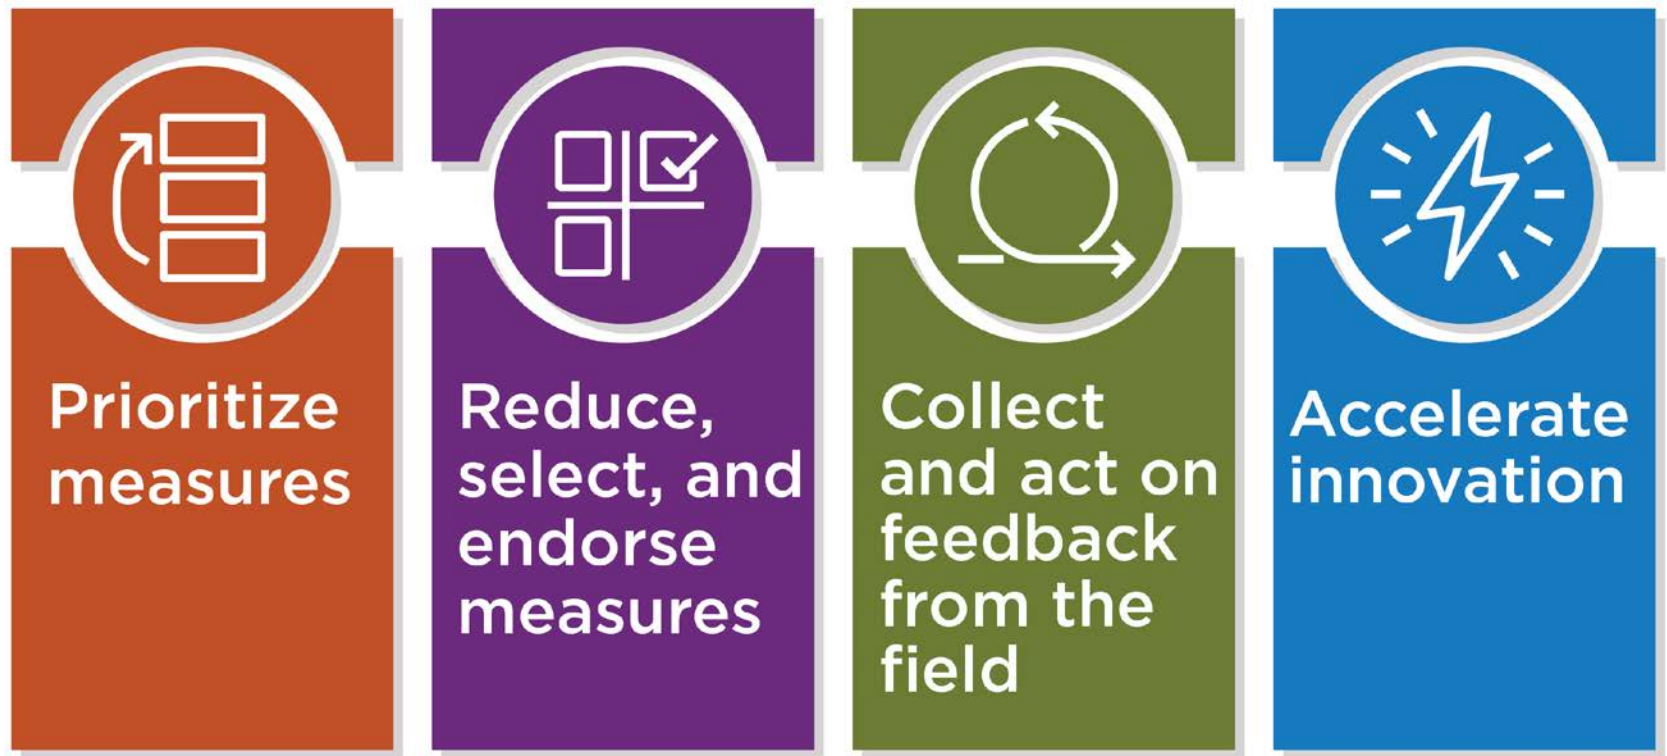 Prioritize
measures
Reduce,
select, and
endorse
measures
Collect
and act on
feedback
from the
field
Accelerate
innovation